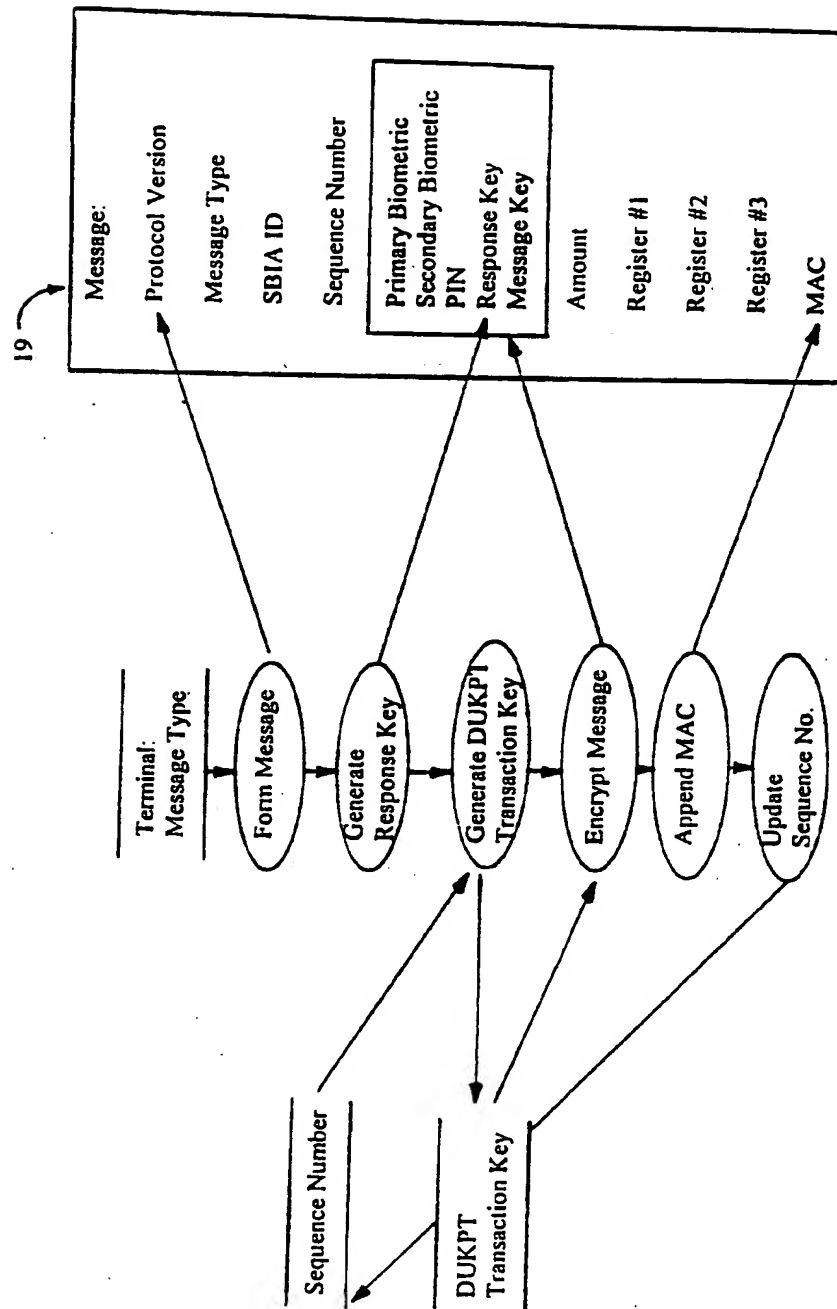 19
Message:
Protocol Version
Message Type
SBIA ID
Sequence Number
Primary Biometric
Secondary Biometric
PIN
Response Key
Message Key
Amount
Register #1
Register #2
Register #3
MAC
Terminal:
Message Type
Form Message
Generate
Response Key
Generate DUKPT
Transaction Key
Encrypt Message
Append MAC
Update
Sequence No.
Sequence Number
DUKPT
Transaction Key